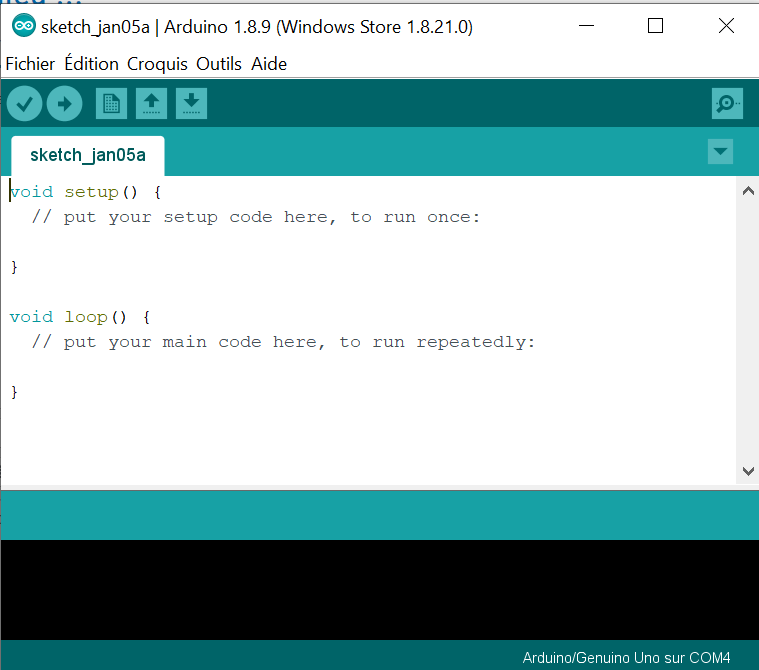 sketch_jan05a | Arduino 1.8.9 (Windows Store 1.8.21.0)
Fichier Édition Croquis Outils Aide
sketch_jan05a
void setup() {
  // put your setup code here, to run once:
}
void loop() {
  // put your main code here, to run repeatedly:
}
Arduino/Genuino Uno sur COM4